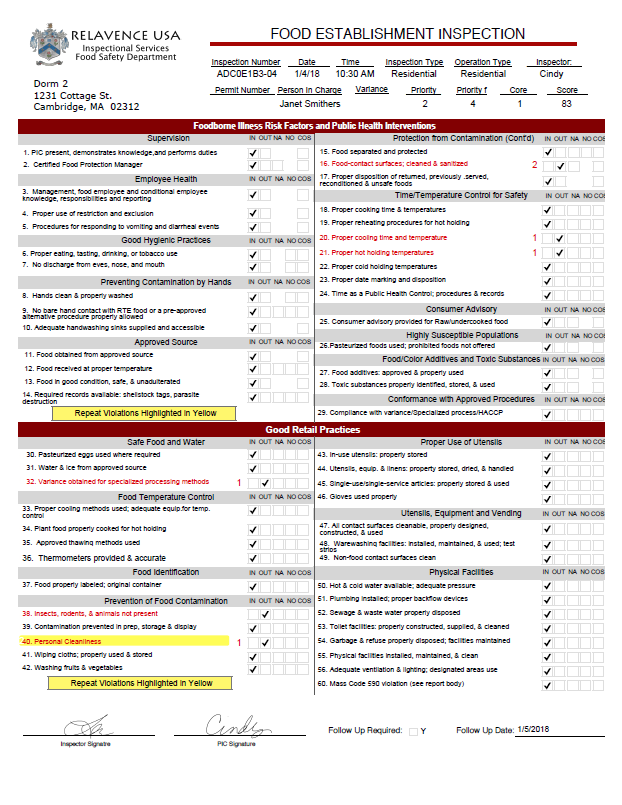 RELAVENCE USA
Inspectional Services
Food Safety Department
FOOD ESTABLISHMENT INSPECTION
Inspection Number Date Time Inspection Type Operation Type Inspector:
ADC0E1B3-04 1/4/18 10:30 AM Residential Residential Cindy
Permit Number Person In Charge Variance Priority Priority f Core Score
Janet Smithers 2 4 1 83
Dorm 2
1231 Cottage St.
Cambridge, MA 02312
Foodborne Illness Risk Factors and Public Health Interventions
Supervision IN OUT NA NO COS
1. PIC present, demonstrates knowledge,and performs duties
2. Certified Food Protection Manager
Employee Health IN OUT NA NO COS
3. Management, food employee and conditional employee
knowledge, responsibilities and reporting
4. Proper use of restriction and exclusion
5. Procedures for responding to vomiting and diarrheal events
Good Hygienic Practices IN OUT NA NO COS
6. Proper eating, tasting, drinking, or tobacco use
7. No discharge from eyes, nose, and mouth
Preventing Contamination by Hands IN OUT NA NO COS
8. Hands clean & properly washed
9. No bare hand contact with RTE food or a pre-approved
alternative procedure properly allowed
10. Adequate handwashing sinks supplied and accessible
Approved Source IN OUT NA NO COS
11. Food obtained from approved source
12. Food received at proper temperature
13. Food in good condition, safe, & unadulterated
14. Required records available: shellstock tags, parasite
destruction
Repeat Violations Highlighted in Yellow
Protection from Contamination (Cont'd) IN OUT NA NO COS
15. Food separated and protected
16. Food-contact surfaces; cleaned & sanitized 2
17. Proper disposition of returned, previously .served,
reconditioned & unsafe foods
Time/Temperature Control for Safety IN OUT NA NO COS
18. Proper cooking time & temperatures
19. Proper reheating procedures for hot holding
20. Proper cooling time and temperature 1
21. Proper hot holding temperatures 1
22. Proper cold holding temperatures
23. Proper date marking and disposition
24. Time as a Public Health Control; procedures & records
Consumer Advisory IN OUT NA NO COS
25. Consumer advisory provided for Raw/undercooked food
Highly Susceptible Populations IN OUT NA NO COS
26.Pasteurized foods used; prohibited foods not offered
Food/Color Additives and Toxic Substances IN OUT NA NO COS
27. Food additives: approved & properly used
28. Toxic substances properly identified, stored, & used
Conformance with Approved Procedures IN OUT NA NO COS
29. Compliance with variance/Specialized process/HACCP
Good Retail Practices
Safe Food and Water IN OUT NA NO COS
30. Pasteurized eggs used where required
31. Water & ice from approved source
32. Variance obtained for specialized processing methods 1
Food Temperature Control IN OUT NA NO COS
33. Proper cooling methods used; adequate equip.for temp.
control
34. Plant food properly cooked for hot holding
35. Approved thawing methods used
36. Thermometers provided & accurate
Food Identification IN OUT NA NO COS
37. Food properly labeled; original container
Prevention of Food Contamination IN OUT NA NO COS
38. Insects, rodents, & animals not present
39. Contamination prevented in prep, storage & display
40. Personal Cleanliness 1
41. Wiping cloths; properly used & stored
42. Washing fruits & vegetables
Repeat Violations Highlighted in Yellow
Proper Use of Utensils IN OUT NA NO COS
43. In-use utensils: properly stored
44. Utensils, equip. & linens: property stored, dried, & handled
45. Single-use/single-service articles: properly stored & used
46. Gloves used properly
Utensils, Equipment and Vending IN OUT NA NO COS
47. All contact surfaces cleanable, properly designed,
constructed, & used
48. Warewashing facilities: installed, maintained, & used; test
strips
49. Non-food contact surfaces clean
Physical Facilities IN OUT NA NO COS
50. Hot & cold water available; adequate pressure
51. Plumbing installed; proper backflow devices
52. Sewage & waste water properly disposed
53. Toilet facilities: properly constructed, supplied, & cleaned
54. Garbage & refuse properly disposed; facilities maintained
55. Physical facilities installed, maintained, & clean
56. Adequate ventilation & lighting; designated areas use
60. Mass Code 590 violation (see report body)
Cindy
Inspector Signatre
PIC Signature
Follow Up Required: Y Follow Up Date: 1/5/2018